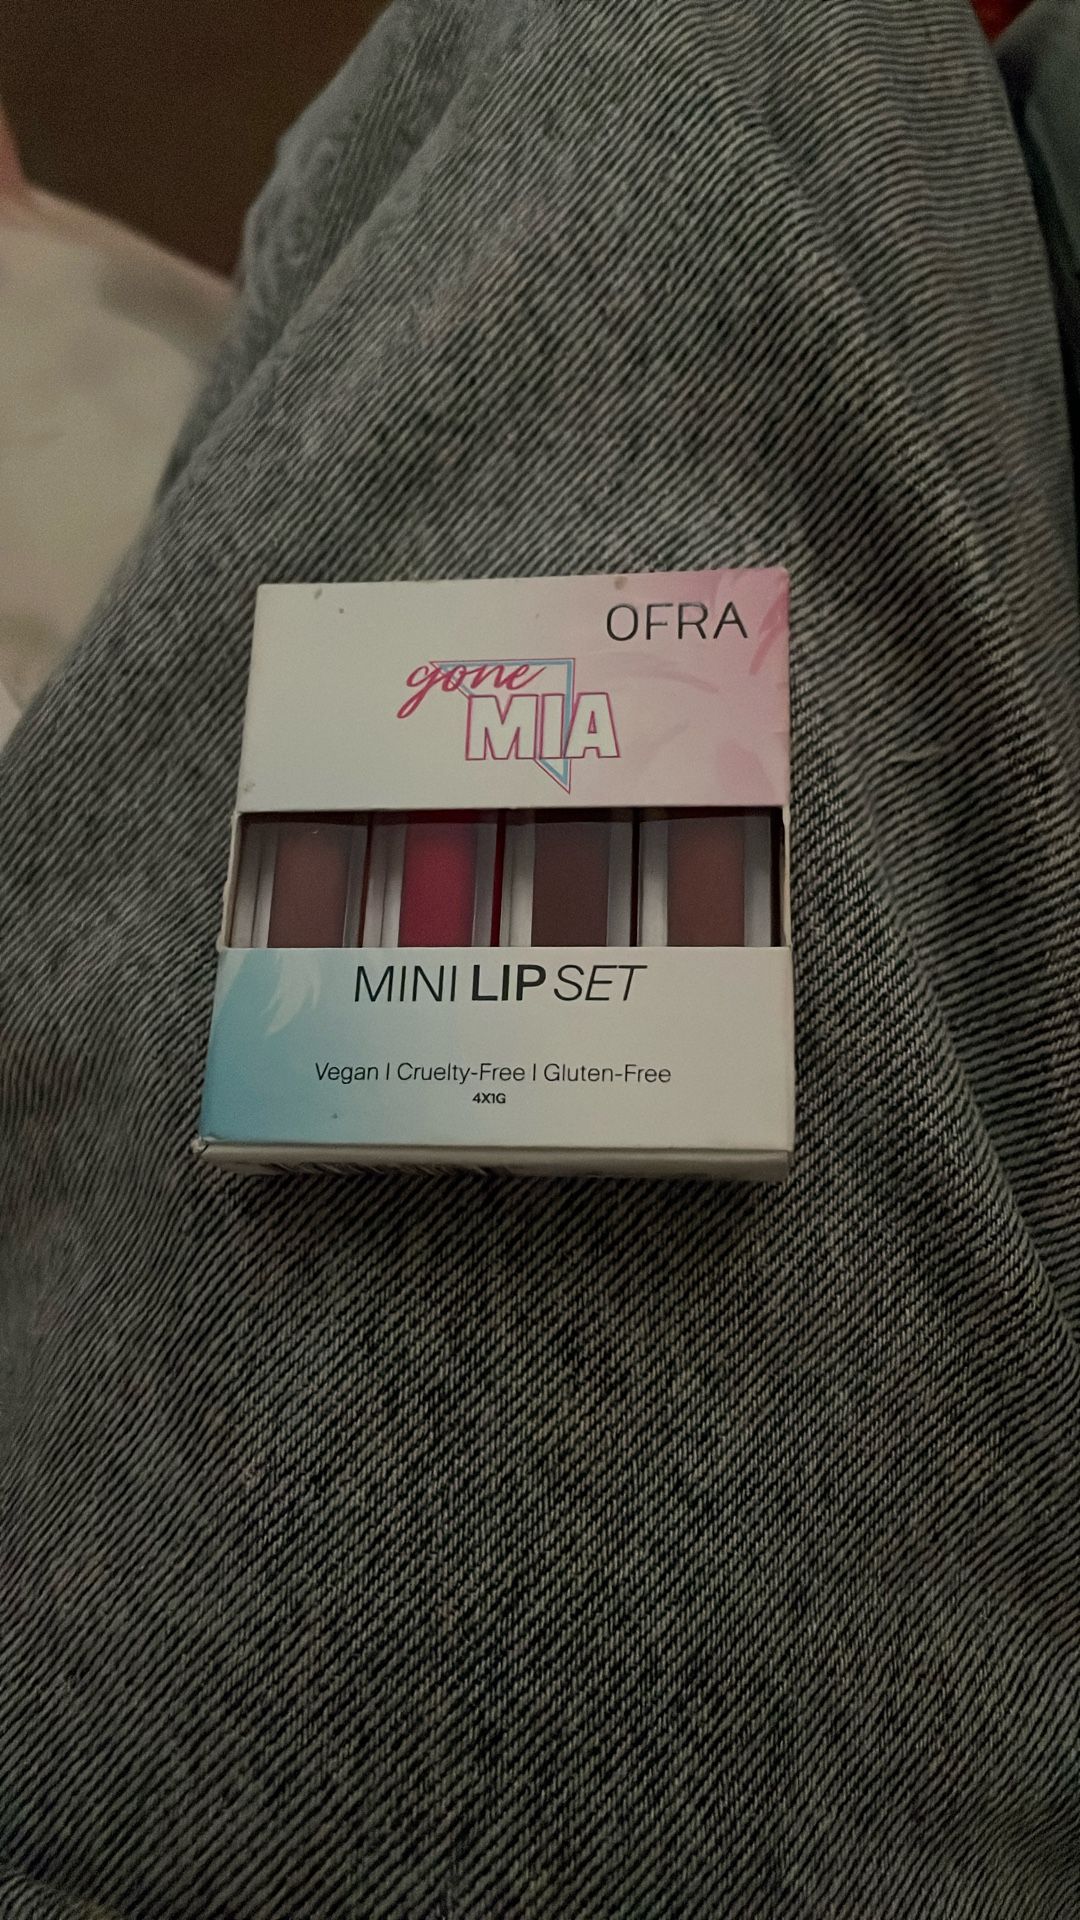 OFRA
gone
MIA
MINI LIP SET
Vegan | Cruelty-Free | Gluten-Free
4X1G